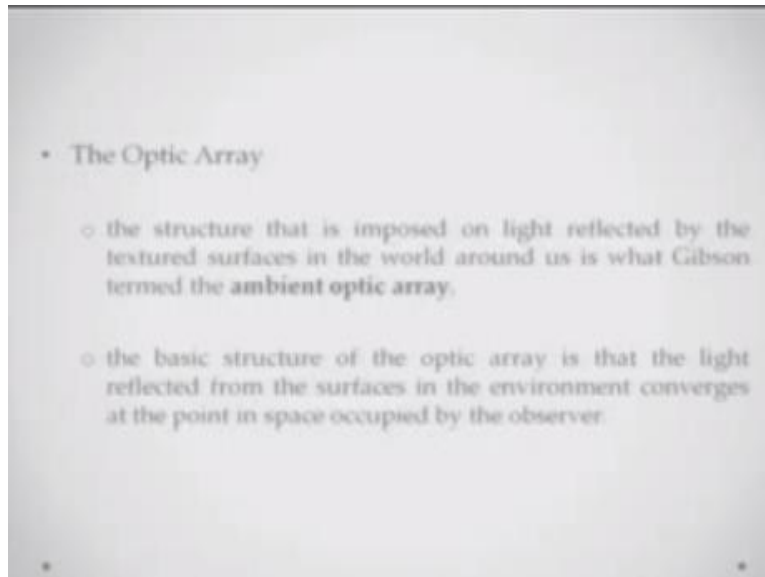 • The Optic Array
o the structure that is imposed on light reflected by the
textured surfaces in the world around us is what Gibson
termed the ambient optic array.
o the basic structure of the optic array is that the light
reflected from the surfaces in the environment converges
at the point in space occupied by the observer.